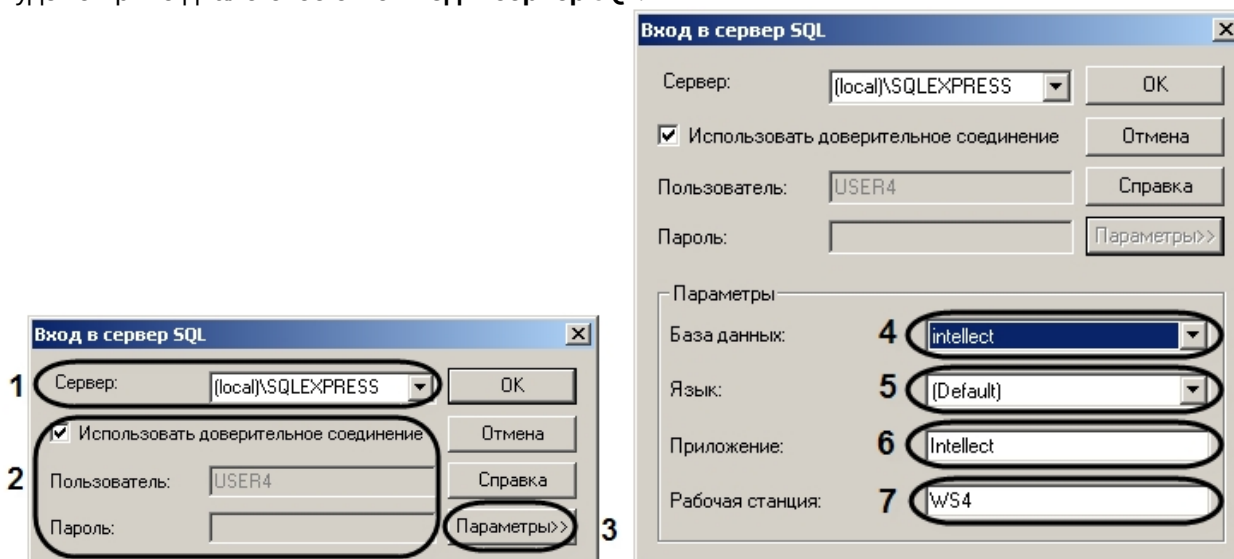 Вход в сервер SQL
Сервер: (local)\SQLEXPRESS OK
Использовать доверительное соединение Отмена
Пользователь: USER4 Справка
Пароль: Параметры>>
Параметры
База данных: 4 intellect
Язык: 5 (Default)
Приложение: 6 Intellect
Рабочая станция: 7 WS4
Вход в сервер SQL
1 Сервер: (local)\SQLEXPRESS OK
Использовать доверительное соединение Отмена
2 Пользователь: USER4 Справка
Пароль: Параметры>> 3